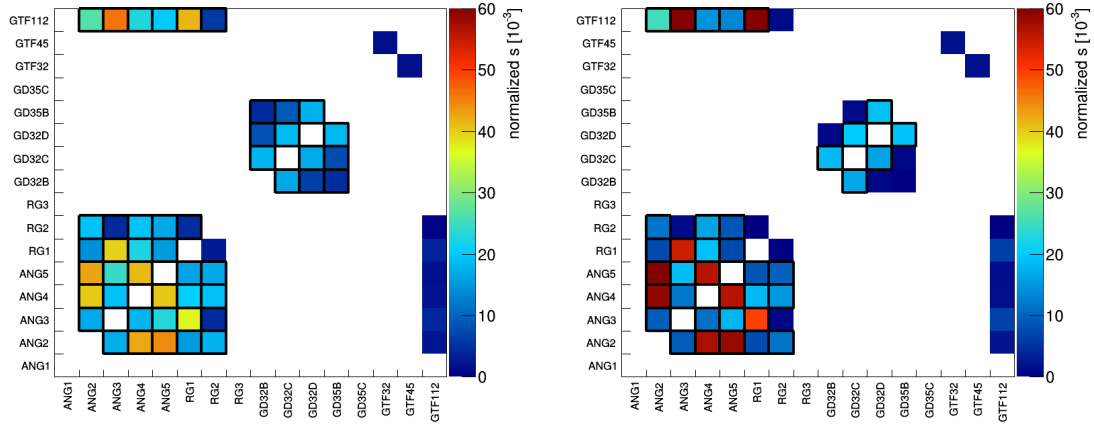 GTF112
GTF45
GTF32
GD35C
GD35B
GD32D
GD32C
GD32B
RG3
RG2
RG1
ANG5
ANG4
ANG3
ANG2
ANG1
ANG1 ANG2 ANG3 ANG4 ANG5 RG1 RG2 RG3 GD32B GD32C GD32D GD35B GD35C GTF32 GTF45 GTF112
60
50
40
30
20
10
0
normalized s [10⁻³]
GTF112
GTF45
GTF32
GD35C
GD35B
GD32D
GD32C
GD32B
RG3
RG2
RG1
ANG5
ANG4
ANG3
ANG2
ANG1
ANG1 ANG2 ANG3 ANG4 ANG5 RG1 RG2 RG3 GD32B GD32C GD32D GD35B GD35C GTF32 GTF45 GTF112
60
50
40
30
20
10
0
normalized s [10⁻³]